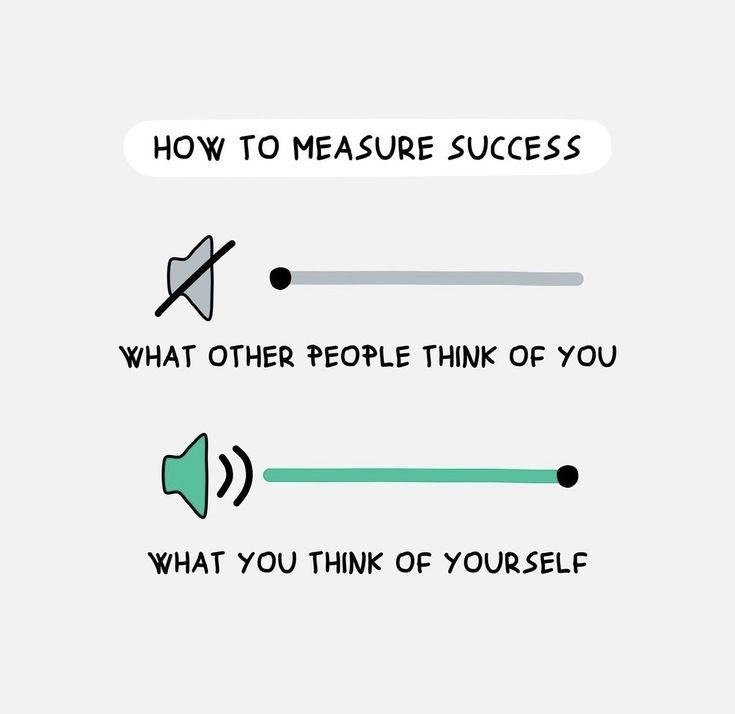 HOW TO MEASURE SUCCESS
WHAT OTHER PEOPLE THINK OF YOU
WHAT YOU THINK OF YOURSELF